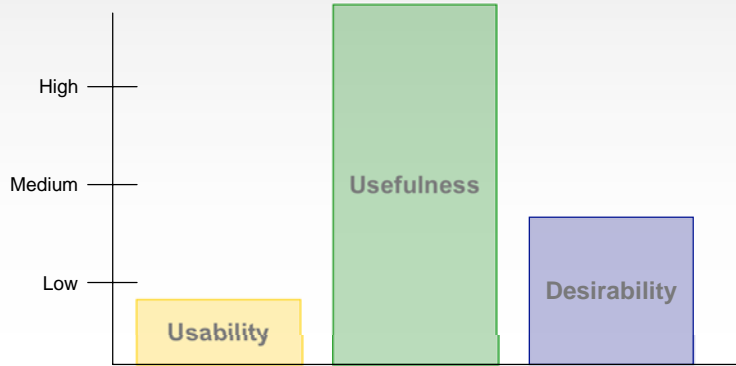 High
Medium
Low
Usability
Usefulness
Desirability